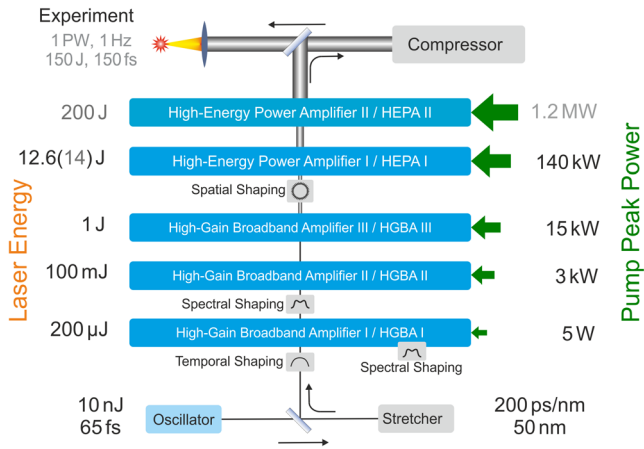 Experiment
1 PW, 1 Hz
150 J, 150 fs
Compressor
200 J
High-Energy Power Amplifier II / HEPA II
1.2 MW
12.6(14) J
High-Energy Power Amplifier I / HEPA I
140 kW
Spatial Shaping
1 J
High-Gain Broadband Amplifier III / HGBA III
15 kW
100 mJ
High-Gain Broadband Amplifier II / HGBA II
3 kW
Spectral Shaping
200 µJ
High-Gain Broadband Amplifier I / HGBA I
5 W
Temporal Shaping
Spectral Shaping
10 nJ
65 fs
Oscillator
Stretcher
200 ps/nm
50 nm
Laser Energy
Pump Peak Power